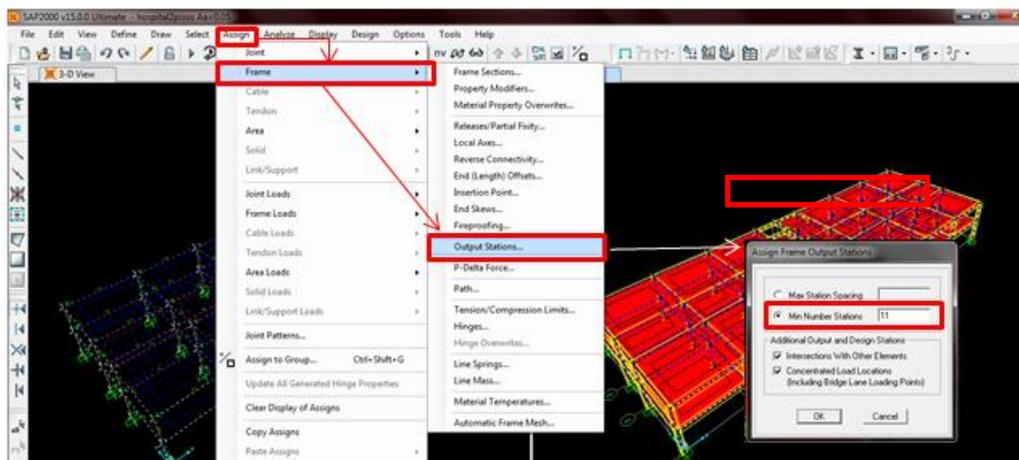 SAP2000 v15.0.0 Ultimate - hospital2pisos Aa=0.05
File Edit View Define Draw Select Assign Analyze Display Design Options Tools Help
nv
3-D View
Joint
Frame
Cable
Tendon
Area
Solid
Link/Support
Joint Loads
Frame Loads
Cable Loads
Tendon Loads
Area Loads
Solid Loads
Link/Support Loads
Joint Patterns...
Assign to Group... Ctrl+Shift+G
Update All Generated Hinge Properties
Clear Display of Assigns
Copy Assigns
Paste Assigns
Frame Sections...
Property Modifiers...
Material Property Overwrites...
Releases/Partial Fixity...
Local Axes...
Reverse Connectivity...
End (Length) Offsets...
Insertion Point...
End Skews...
Fireproofing...
Output Stations...
P-Delta Force...
Path...
Tension/Compression Limits...
Hinges...
Hinge Overwrites...
Line Springs...
Line Mass...
Material Temperatures...
Automatic Frame Mesh...
Assign Frame Output Stations
Max Station Spacing
Min Number Stations 11
Additional Output and Design Stations
Intersections With Other Elements
Concentrated Load Locations
(Including Bridge Lane Loading Points)
OK Cancel